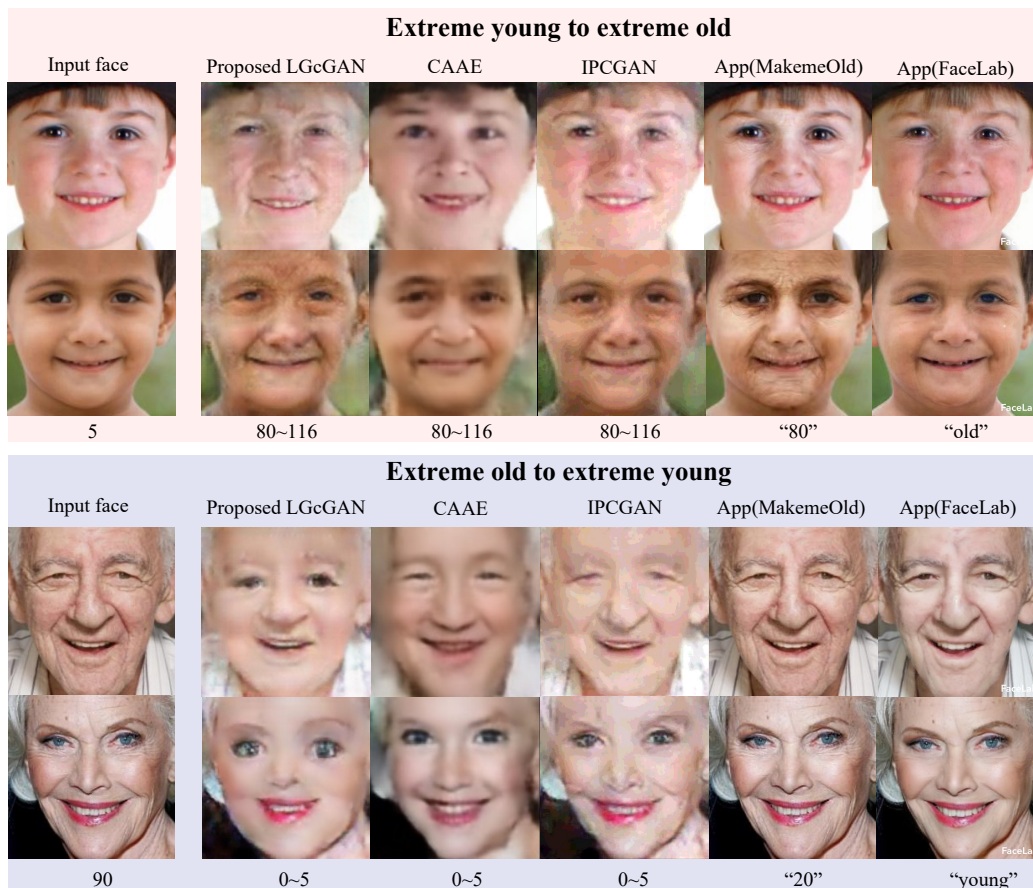 Extreme young to extreme old
Input face Proposed LGcGAN CAAE IPCGAN App(MakemeOld) App(FaceLab)
FaceLa
5 80~116 80~116 80~116 “80” “old”
Extreme old to extreme young
Input face Proposed LGcGAN CAAE IPCGAN App(MakemeOld) App(FaceLab)
FaceLa
90 0~5 0~5 0~5 “20” “young”